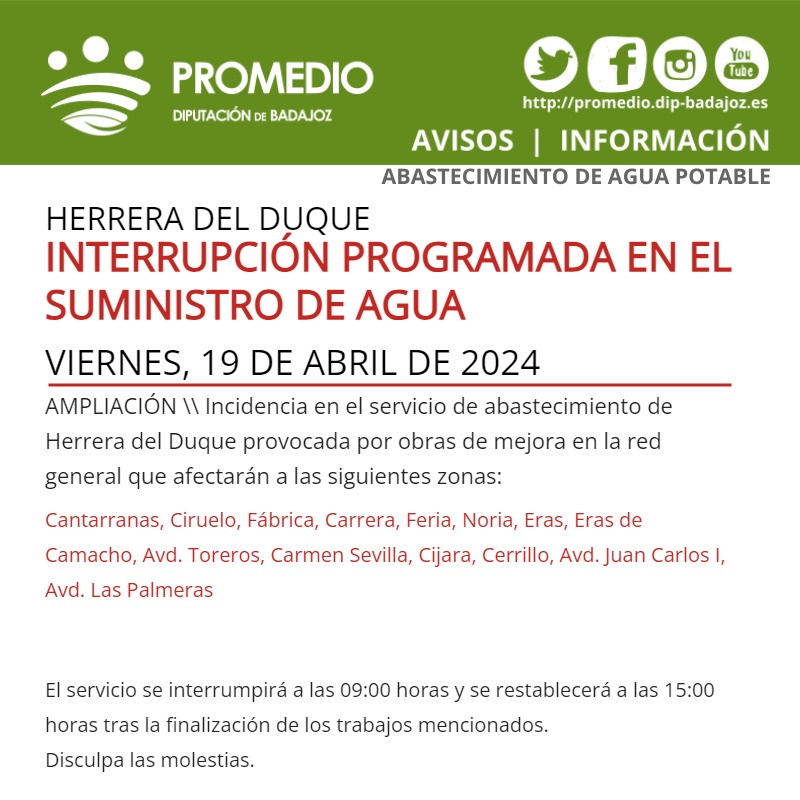 PROMEDIO
DIPUTACIÓN DE BADAJOZ
You
Tube
http://promedio.dip-badajoz.es
AVISOS | INFORMACIÓN
ABASTECIMIENTO DE AGUA POTABLE
HERRERA DEL DUQUE
INTERRUPCIÓN PROGRAMADA EN EL
SUMINISTRO DE AGUA
VIERNES, 19 DE ABRIL DE 2024
AMPLIACIÓN \\ Incidencia en el servicio de abastecimiento de
Herrera del Duque provocada por obras de mejora en la red
general que afectarán a las siguientes zonas:
Cantarranas, Ciruelo, Fábrica, Carrera, Feria, Noria, Eras, Eras de
Camacho, Avd. Toreros, Carmen Sevilla, Cijara, Cerrillo, Avd. Juan Carlos I,
Avd. Las Palmeras
El servicio se interrumpirá a las 09:00 horas y se restablecerá a las 15:00
horas tras la finalización de los trabajos mencionados.
Disculpa las molestias.